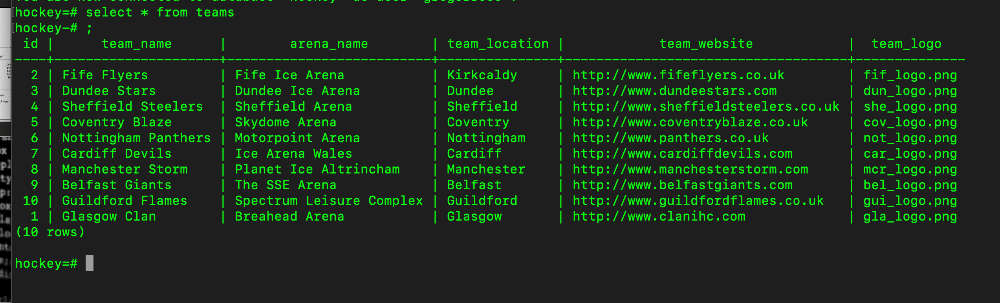 hockey=# select * from teams
hockey-# ;
 id |      team_name      |        arena_name        | team_location |            team_website             |  team_logo
----+---------------------+--------------------------+---------------+-------------------------------------+--------------
  2 | Fife Flyers         | Fife Ice Arena           | Kirkcaldy     | http://www.fifeflyers.co.uk         | fif_logo.png
  3 | Dundee Stars        | Dundee Ice Arena         | Dundee        | http://www.dundeestars.com          | dun_logo.png
  4 | Sheffield Steelers  | Sheffield Arena          | Sheffield     | http://www.sheffieldsteelers.co.uk | she_logo.png
  5 | Coventry Blaze      | Skydome Arena            | Coventry      | http://www.coventryblaze.co.uk      | cov_logo.png
  6 | Nottingham Panthers | Motorpoint Arena         | Nottingham    | http://www.panthers.co.uk           | not_logo.png
  7 | Cardiff Devils      | Ice Arena Wales          | Cardiff       | http://www.cardiffdevils.com        | car_logo.png
  8 | Manchester Storm    | Planet Ice Altrincham    | Manchester    | http://www.manchesterstorm.com      | mcr_logo.png
  9 | Belfast Giants      | The SSE Arena            | Belfast       | http://www.belfastgiants.com        | bel_logo.png
 10 | Guildford Flames    | Spectrum Leisure Complex | Guildford     | http://www.guildfordflames.co.uk    | gui_logo.png
  1 | Glasgow Clan        | Breahead Arena           | Glasgow       | http://www.clanihc.com              | gla_logo.png
(10 rows)
hockey=#